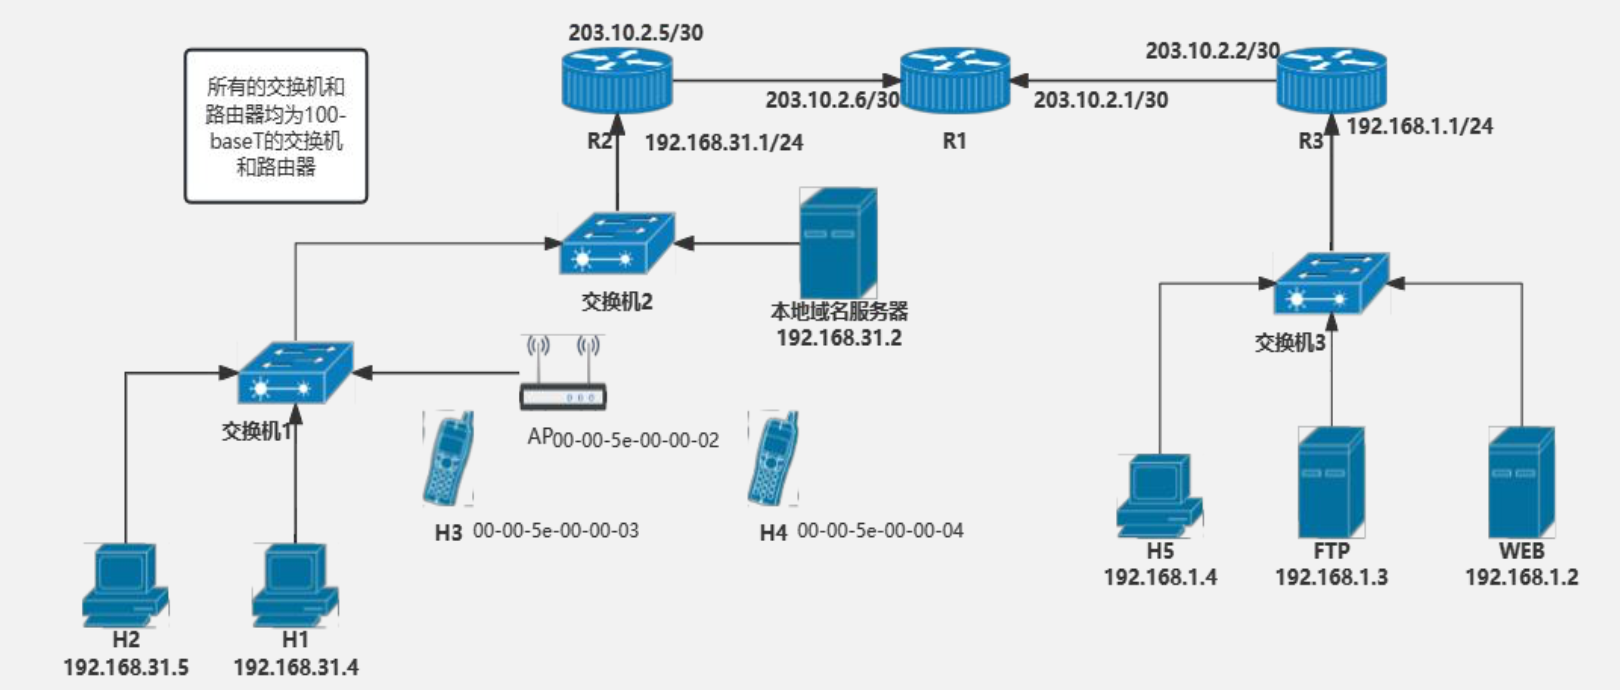 203.10.2.5/30
203.10.2.2/30
所有的交换机和
路由器均为100-
baseT的交换机
和路由器
203.10.2.6/30
203.10.2.1/30
R2
192.168.31.1/24
R1
R3
192.168.1.1/24
交换机2
本地域名服务器
192.168.31.2
交换机3
交换机1
AP
00-00-5e-00-00-02
H3
00-00-5e-00-00-03
H4
00-00-5e-00-00-04
H5
192.168.1.4
FTP
192.168.1.3
WEB
192.168.1.2
H2
192.168.31.5
H1
192.168.31.4